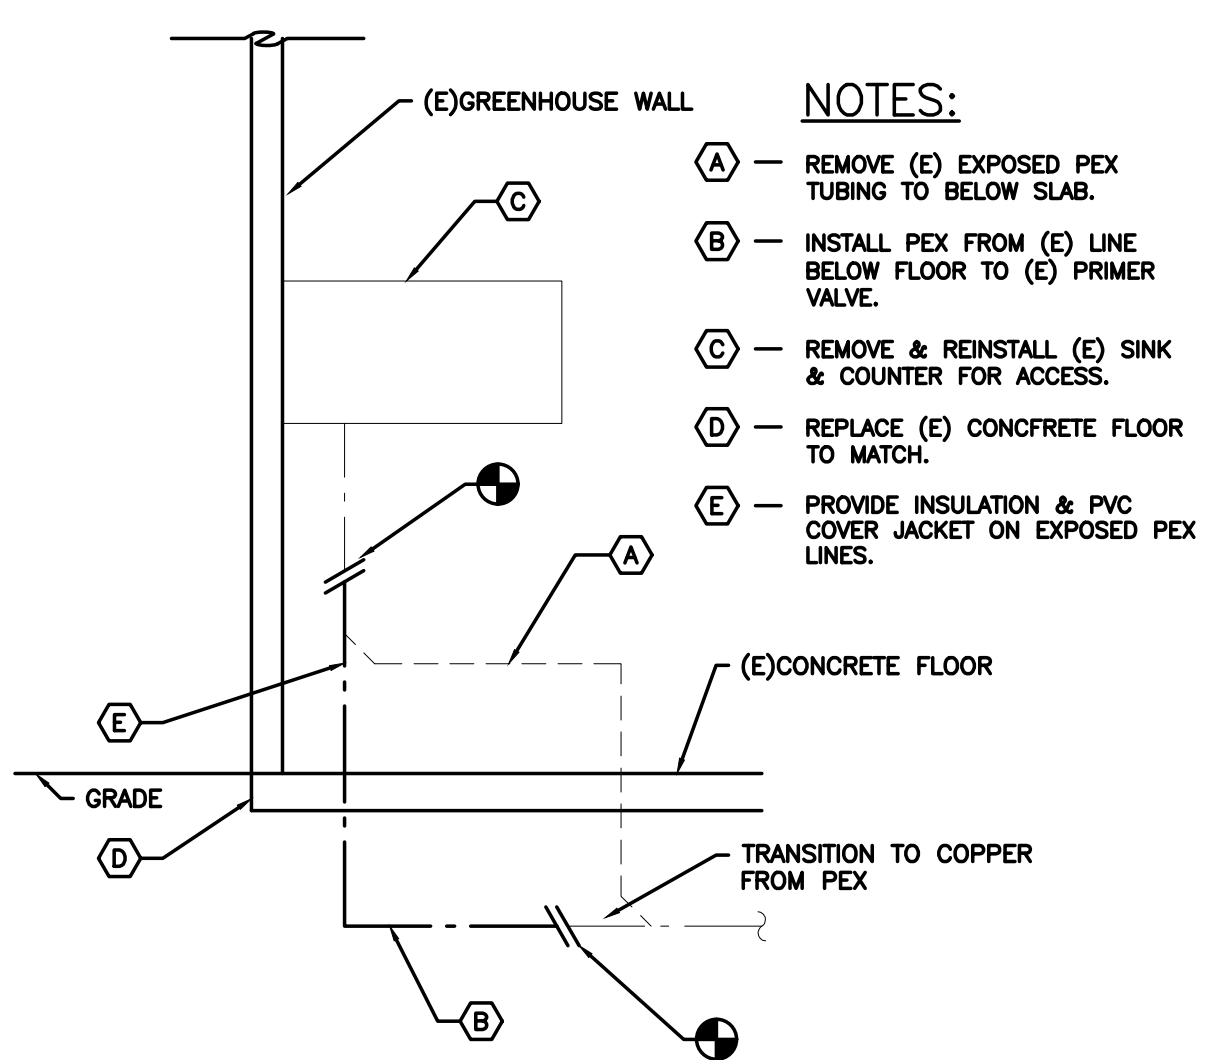 (E)GREENHOUSE WALL
NOTES:
C
A — REMOVE (E) EXPOSED PEX
TUBING TO BELOW SLAB.
B — INSTALL PEX FROM (E) LINE
BELOW FLOOR TO (E) PRIMER
VALVE.
C — REMOVE & REINSTALL (E) SINK
& COUNTER FOR ACCESS.
D — REPLACE (E) CONCFRETE FLOOR
TO MATCH.
E — PROVIDE INSULATION & PVC
COVER JACKET ON EXPOSED PEX
LINES.
A
(E)CONCRETE FLOOR
E
GRADE
D
TRANSITION TO COPPER
FROM PEX
B